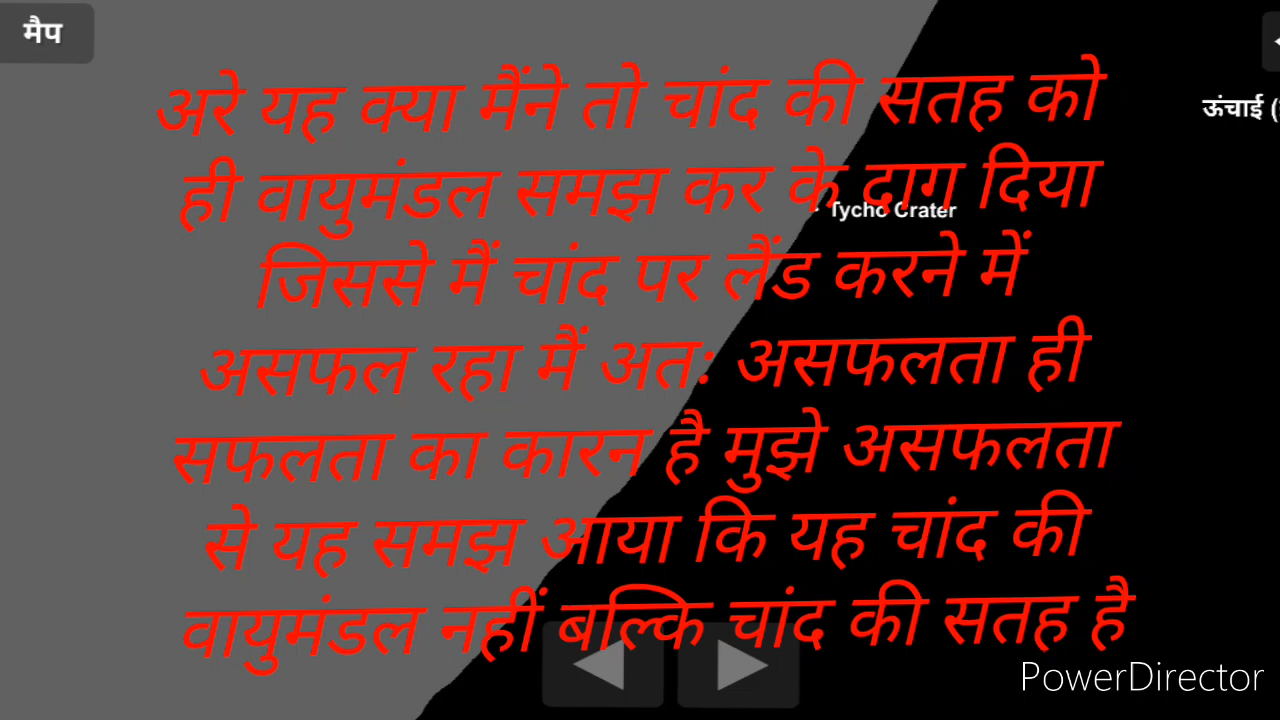 मैप
अरे यह क्या मैंने तो चांद की सतह को
ऊंचाई (
ही वायुमंडल समझ कर के दाग दिया
Tycho Crater
जिससे मैं चांद पर लैंड करने में
असफल रहा मैं अतः असफलता ही
सफलता का कारन है मुझे असफलता
से यह समझ आया कि यह चांद की
वायुमंडल नहीं बल्कि चांद की सतह है
PowerDirector